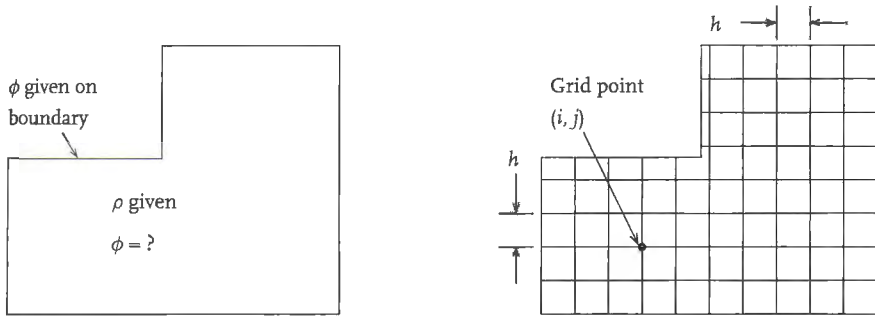 ϕ given on
boundary
ρ given
ϕ = ?
h
Grid point
(i, j)
h